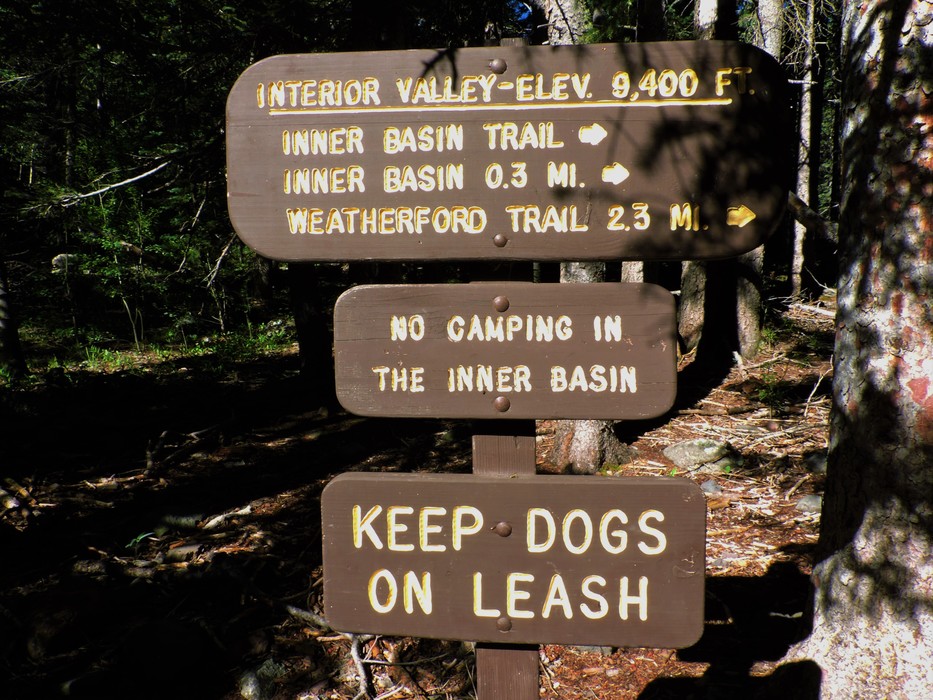 INTERIOR VALLEY-ELEV. 9,400 FT.
INNER BASIN TRAIL ➡
INNER BASIN 0.3 MI. ➡
WEATHERFORD TRAIL 2.3 MI. ➡
NO CAMPING IN
THE INNER BASIN
KEEP DOGS
ON LEASH